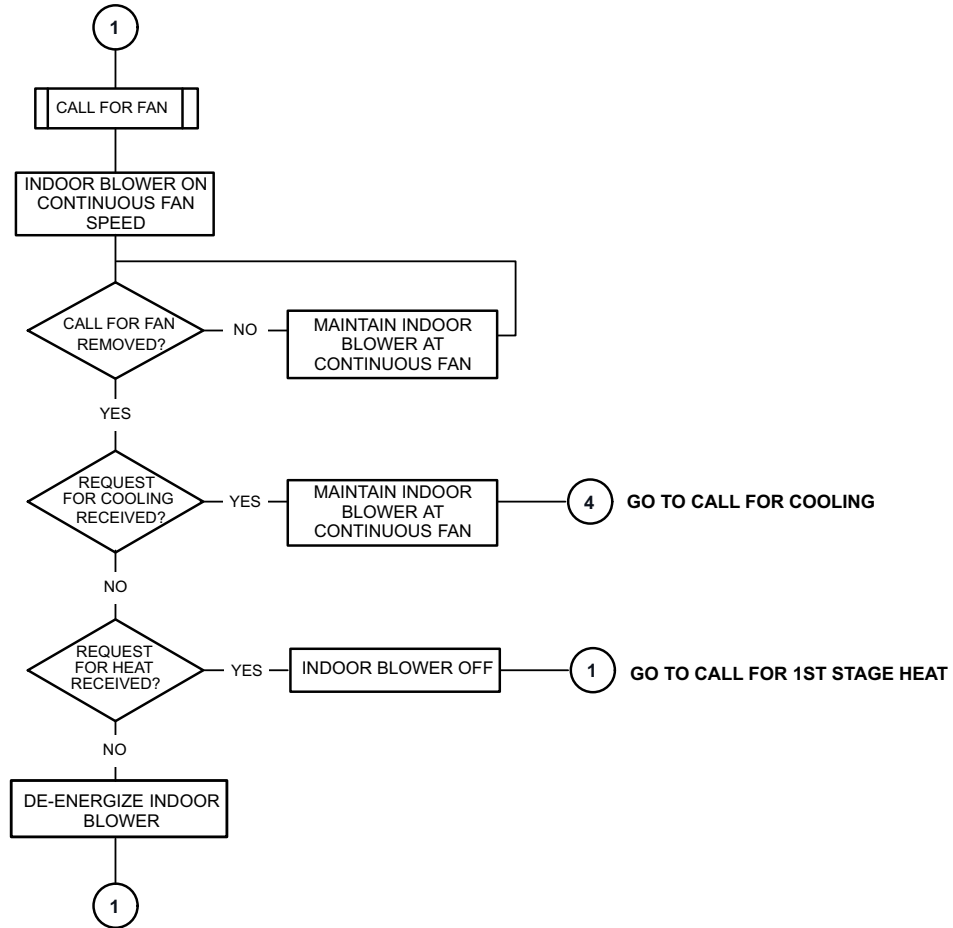 1
CALL FOR FAN
INDOOR BLOWER ON
CONTINUOUS FAN
SPEED
CALL FOR FAN
REMOVED?
NO
MAINTAIN INDOOR
BLOWER AT
CONTINUOUS FAN
YES
REQUEST
FOR COOLING
RECEIVED?
YES
MAINTAIN INDOOR
BLOWER AT
CONTINUOUS FAN
4
GO TO CALL FOR COOLING
NO
REQUEST
FOR HEAT
RECEIVED?
YES
INDOOR BLOWER OFF
1
GO TO CALL FOR 1ST STAGE HEAT
NO
DE-ENERGIZE INDOOR
BLOWER
1